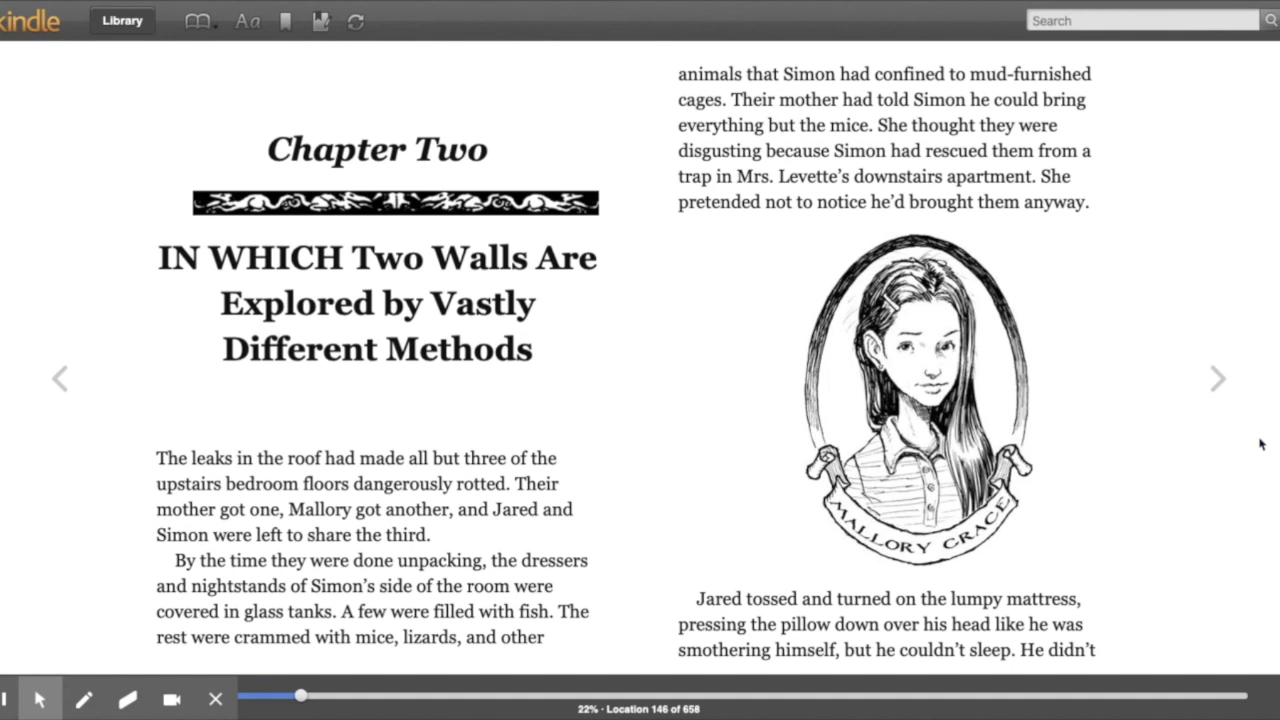 kindle
Library
Aa
Search
Chapter Two
IN WHICH Two Walls Are
Explored by Vastly
Different Methods
The leaks in the roof had made all but three of the
upstairs bedroom floors dangerously rotted. Their
mother got one, Mallory got another, and Jared and
Simon were left to share the third.
By the time they were done unpacking, the dressers
and nightstands of Simon’s side of the room were
covered in glass tanks. A few were filled with fish. The
rest were crammed with mice, lizards, and other
animals that Simon had confined to mud-furnished
cages. Their mother had told Simon he could bring
everything but the mice. She thought they were
disgusting because Simon had rescued them from a
trap in Mrs. Levette’s downstairs apartment. She
pretended not to notice he’d brought them anyway.
MALLORY GRACE
Jared tossed and turned on the lumpy mattress,
pressing the pillow down over his head like he was
smothering himself, but he couldn’t sleep. He didn’t
22% · Location 146 of 658